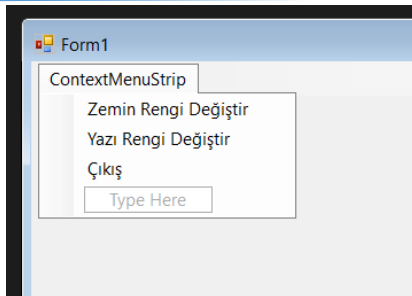 Form1
ContextMenuStrip
Zemin Rengi Değiştir
Yazı Rengi Değiştir
Çıkış
Type Here